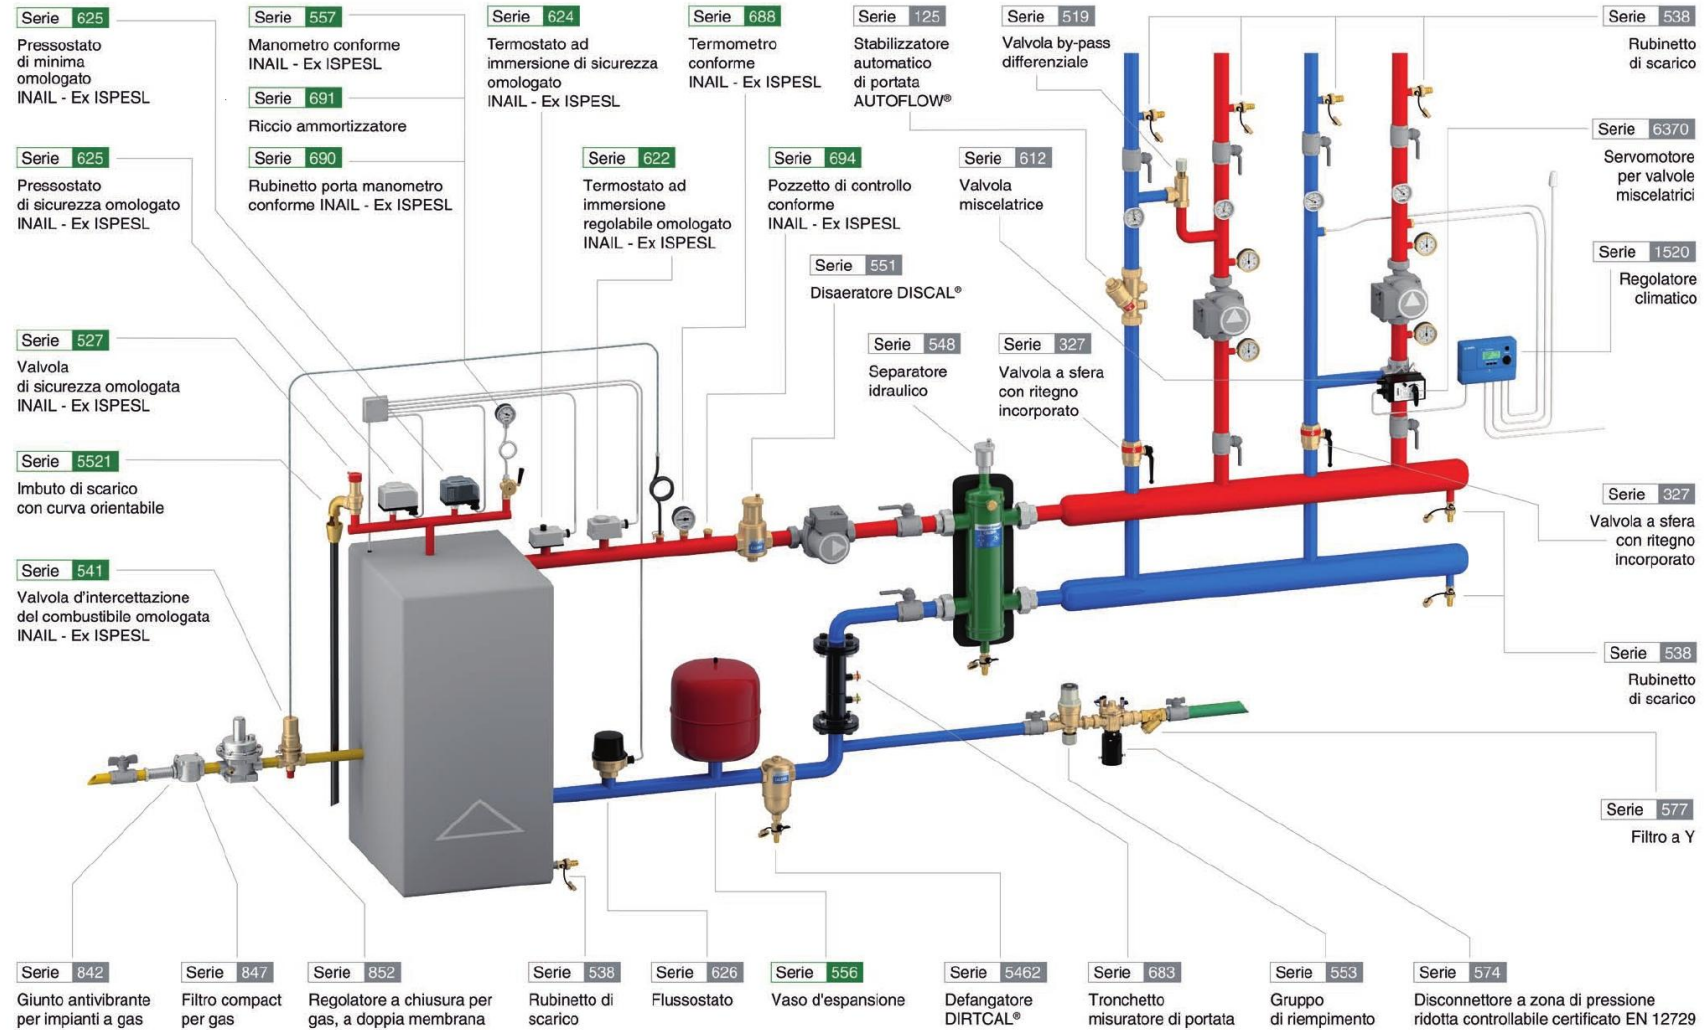 Serie 625
Pressostato
di minima
omologato
INAIL - Ex ISPESL
Serie 557
Manometro conforme
INAIL - Ex ISPESL
Serie 691
Riccio ammortizzatore
Serie 690
Rubinetto porta manometro
conforme INAIL - Ex ISPESL
Serie 624
Termostato ad
immersione di sicurezza
omologato
INAIL - Ex ISPESL
Serie 688
Termometro
conforme
INAIL - Ex ISPESL
Serie 125
Stabilizzatore
automatico
di portata
AUTOFLOW®
Serie 519
Valvola by-pass
differenziale
Serie 538
Rubinetto
di scarico
Serie 625
Pressostato
di sicurezza omologato
INAIL - Ex ISPESL
Serie 622
Termostato ad
immersione
regolabile omologato
INAIL - Ex ISPESL
Serie 694
Pozzetto di controllo
conforme
INAIL - Ex ISPESL
Serie 612
Valvola
miscelatrice
Serie 6370
Servomotore
per valvole
miscelatrici
Serie 551
Disaeratore DISCAL®
Serie 1520
Regolatore
climatico
Serie 527
Valvola
di sicurezza omologata
INAIL - Ex ISPESL
Serie 548
Separatore
idraulico
Serie 327
Valvola a sfera
con ritegno
incorporato
Serie 5521
Imbuto di scarico
con curva orientabile
Serie 327
Valvola a sfera
con ritegno
incorporato
Serie 541
Valvola d'intercettazione
del combustibile omologata
INAIL - Ex ISPESL
Serie 538
Rubinetto
di scarico
Serie 577
Filtro a Y
Serie 842
Giunto antivibrante
per impianti a gas
Serie 847
Filtro compact
per gas
Serie 852
Regolatore a chiusura per
gas, a doppia membrana
Serie 538
Rubinetto di
scarico
Serie 626
Flussostato
Serie 556
Vaso d'espansione
Serie 5462
Defangatore
DIRTCAL®
Serie 683
Tronchetto
misuratore di portata
Serie 553
Gruppo
di riempimento
Serie 574
Disconnettore a zona di pressione
ridotta controllabile certificato EN 12729